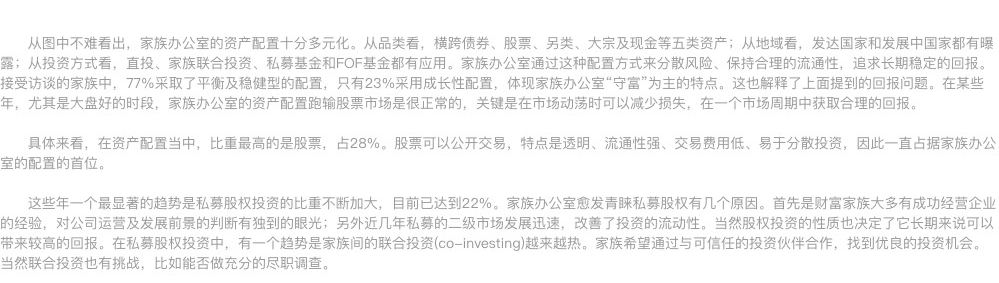 从图中不难看出，家族办公室的资产配置十分多元化。从品类看，横跨债券、股票、另类、大宗及现金等五类资产；从地域看，发达国家和发展中国家都有曝
露；从投资方式看，直投、家族联合投资、私募基金和FOF基金都有应用。家族办公室通过这种配置方式来分散风险、保持合理的流通性，追求长期稳定的回报。
接受访谈的家族中，77%采取了平衡及稳健型的配置，只有23%采用成长性配置，体现家族办公室“守富”为主的特点。这也解释了上面提到的回报问题。在某些
年，尤其是大盘好的时段，家族办公室的资产配置跑输股票市场是很正常的，关键是在市场动荡时可以减少损失，在一个市场周期中获取合理的回报。
具体来看，在资产配置当中，比重最高的是股票，占28%。股票可以公开交易，特点是透明、流通性强、交易费用低、易于分散投资，因此一直占据家族办公
室的配置的首位。
这些年一个最显著的趋势是私募股权投资的比重不断加大，目前已达到22%。家族办公室愈发青睐私募股权有几个原因。首先是财富家族大多有成功经营企业
的经验，对公司运营及发展前景的判断有独到的眼光；另外近几年私募的二级市场发展迅速，改善了投资的流动性。当然股权投资的性质也决定了它长期来说可以
带来较高的回报。在私募股权投资中，有一个趋势是家族间的联合投资(co-investing)越来越热。家族希望通过与可信任的投资伙伴合作，找到优良的投资机会。
当然联合投资也有挑战，比如能否做充分的尽职调查。